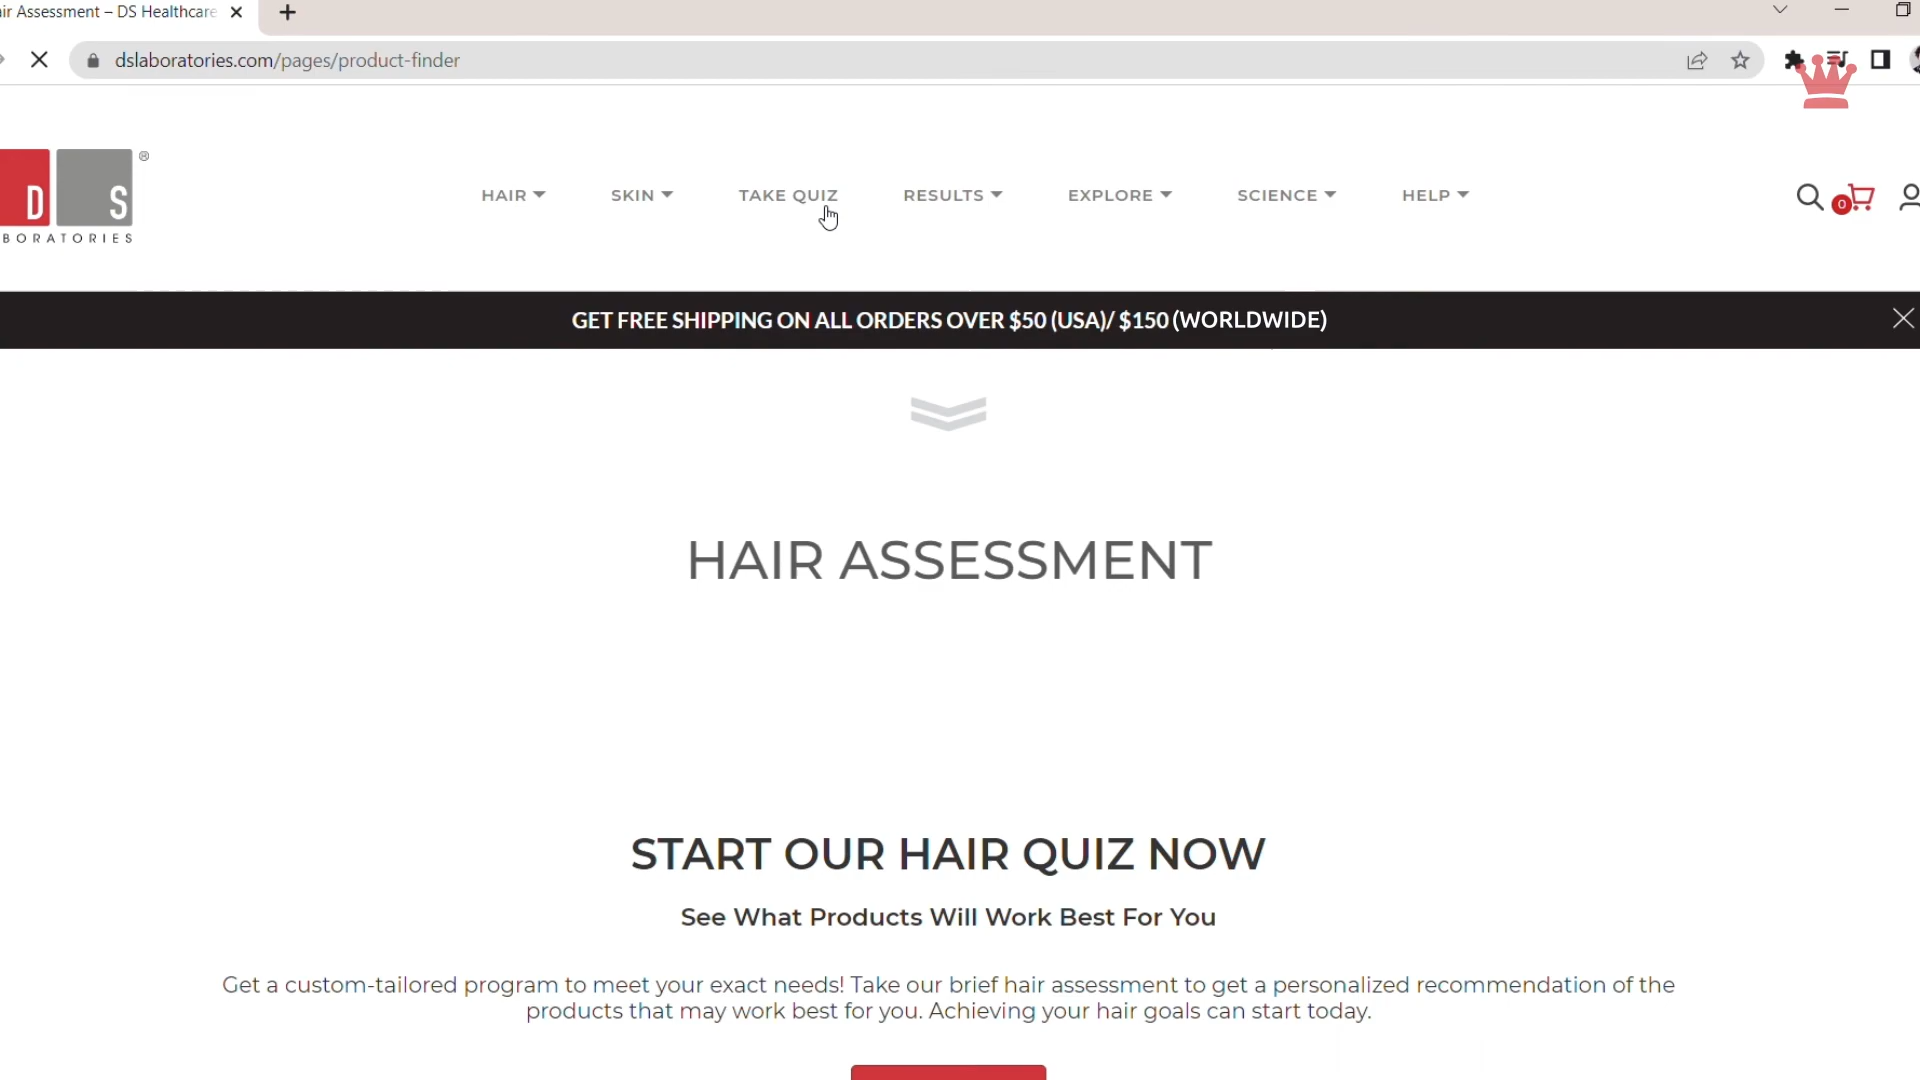 ir Assessment – DS Healthcare
dslaboratories.com/pages/product-finder
D S ®
BORATORIES
HAIR
SKIN
TAKE QUIZ
RESULTS
EXPLORE
SCIENCE
HELP
0
GET FREE SHIPPING ON ALL ORDERS OVER $50 (USA)/ $150 (WORLDWIDE)
HAIR ASSESSMENT
START OUR HAIR QUIZ NOW
See What Products Will Work Best For You
Get a custom-tailored program to meet your exact needs! Take our brief hair assessment to get a personalized recommendation of the
products that may work best for you. Achieving your hair goals can start today.